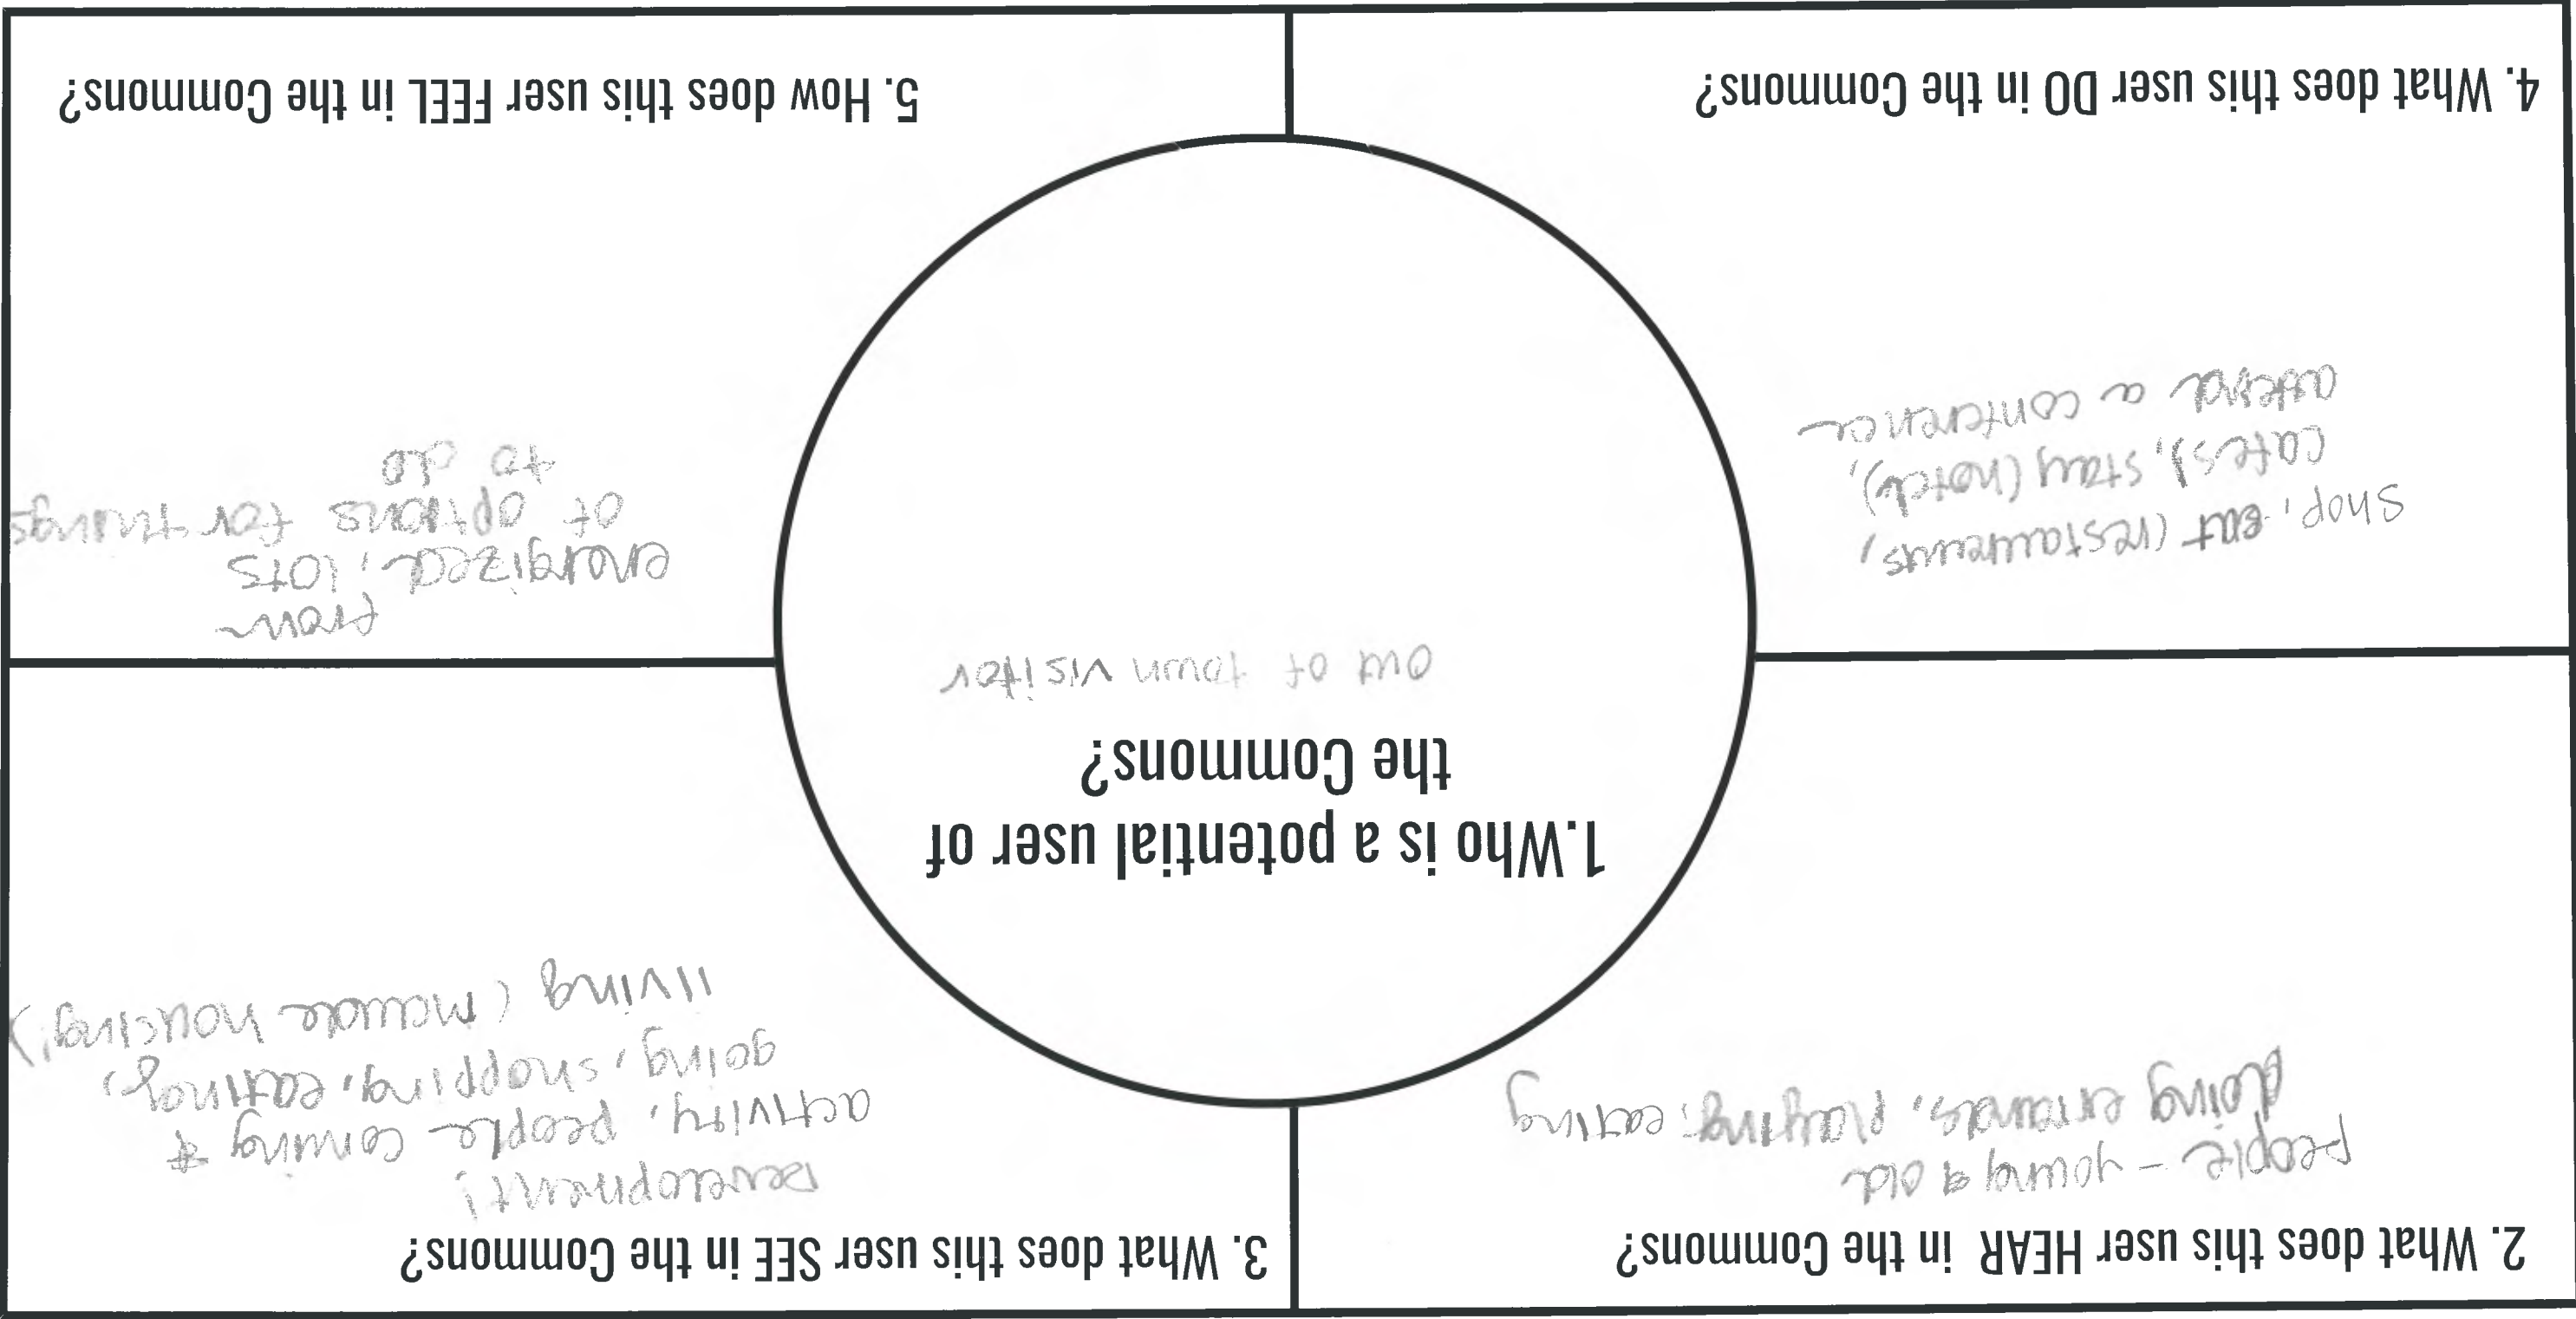 1. Who is a potential user of
the Commons?
out of town visitor
2. What does this user HEAR in the Commons?
people - young & old
doing errands, playing, eating
3. What does this user SEE in the Commons?
Development!
activity, people coming &
going, shopping, eating,
living ( 
 housing)
4. What does this user DO in the Commons?
shop, eat (restaurants,
cafes), stay (hotel),
attend a conference
5. How does this user FEEL in the Commons?
from
energized, lots
of options for things
to do